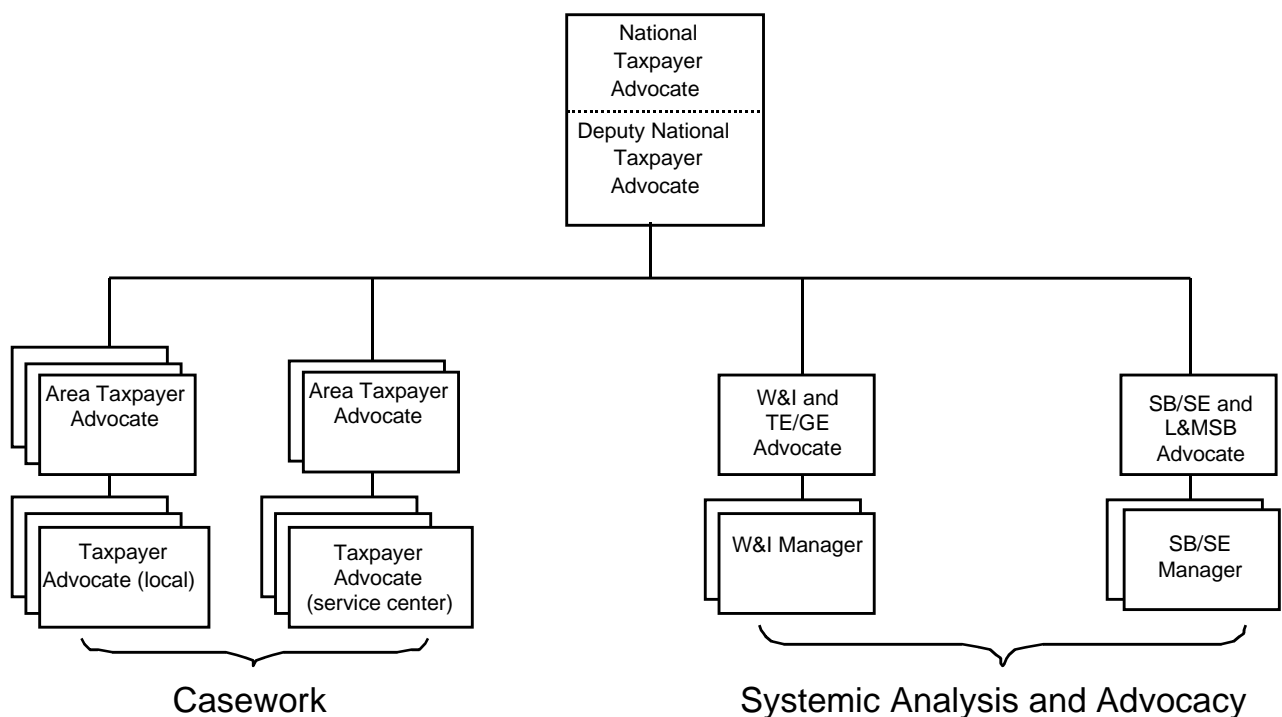 National
Taxpayer
Advocate
Deputy National
Taxpayer
Advocate
Area Taxpayer
Advocate
Area Taxpayer
Advocate
W&I and
TE/GE
Advocate
SB/SE and
L&MSB
Advocate
Taxpayer
Advocate (local)
Taxpayer
Advocate
(service center)
W&I Manager
SB/SE
Manager
Casework
Systemic Analysis and Advocacy